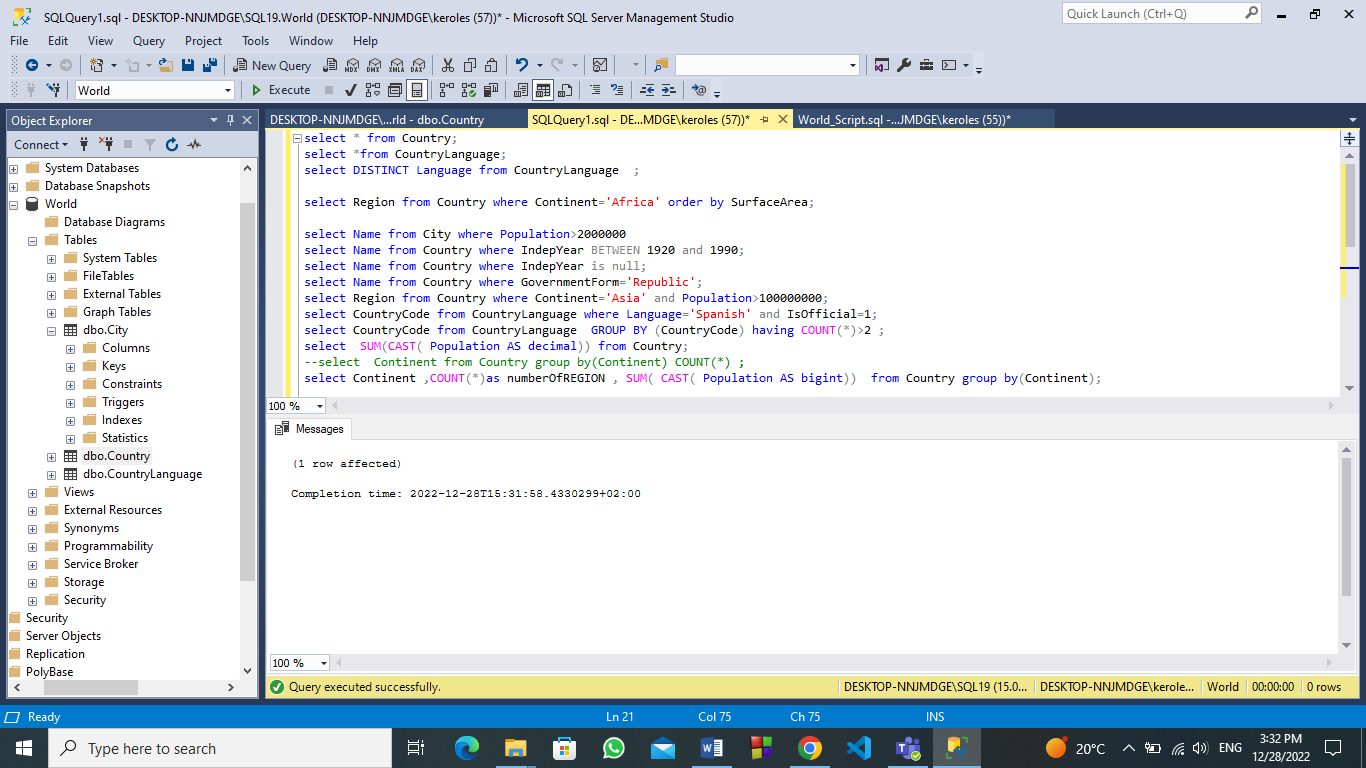 SQLQuery1.sql - DESKTOP-NNJMDGE\SQL19.World (DESKTOP-NNJMDGE\keroles (57))* - Microsoft SQL Server Management Studio
Quick Launch (Ctrl+Q)
File Edit View Query Project Tools Window Help
New Query MDX DMX XMLA DAX
World Execute
Object Explorer
Connect
System Databases
Database Snapshots
World
Database Diagrams
Tables
System Tables
FileTables
External Tables
Graph Tables
dbo.City
Columns
Keys
Constraints
Triggers
Indexes
Statistics
dbo.Country
dbo.CountryLanguage
Views
External Resources
Synonyms
Programmability
Service Broker
Storage
Security
Security
Server Objects
Replication
PolyBase
DESKTOP-NNJMDGE\...rld - dbo.Country
SQLQuery1.sql - DE...MDGE\keroles (57))*
World_Script.sql -...JMDGE\keroles (55))*
select * from Country;
select *from CountryLanguage;
select DISTINCT Language from CountryLanguage  ;
select Region from Country where Continent='Africa' order by SurfaceArea;
select Name from City where Population>2000000
select Name from Country where IndepYear BETWEEN 1920 and 1990;
select Name from Country where IndepYear is null;
select Name from Country where GovernmentForm='Republic';
select Region from Country where Continent='Asia' and Population>100000000;
select CountryCode from CountryLanguage where Language='Spanish' and IsOfficial=1;
select CountryCode from CountryLanguage  GROUP BY (CountryCode) having COUNT(*)>2 ;
select  SUM(CAST( Population AS decimal)) from Country;
--select  Continent from Country group by(Continent) COUNT(*) ;
select Continent ,COUNT(*)as numberOfREGION , SUM( CAST( Population AS bigint))  from Country group by(Continent);
100 %
Messages
(1 row affected)
Completion time: 2022-12-28T15:31:58.4330299+02:00
100 %
Query executed successfully.
DESKTOP-NNJMDGE\SQL19 (15.0... DESKTOP-NNJMDGE\kerole... World 00:00:00 0 rows
Ready Ln 21 Col 75 Ch 75 INS
Type here to search
20°C ENG
3:32 PM
12/28/2022